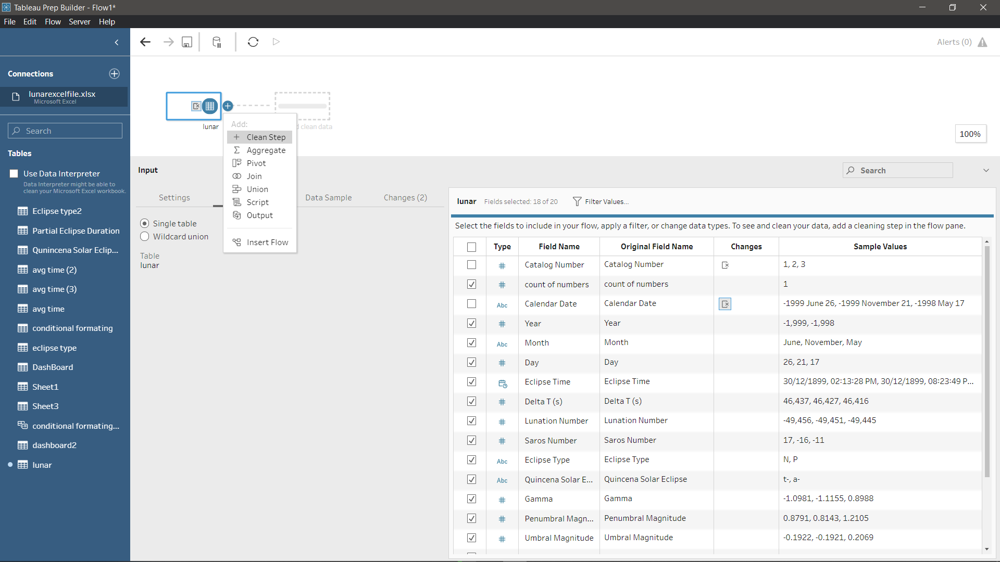 Tableau Prep Builder - Flow1*
File Edit Flow Server Help
Alerts (0)
Connections
lunarexcelfile.xlsx
Microsoft Excel
Search
Tables
Use Data Interpreter
Data Interpreter might be able to
clean your Microsoft Excel workbook.
Eclipse type2
Partial Eclipse Duration
Qunincena Solar Eclip...
avg time (2)
avg time (3)
avg time
conditional formating
eclipse type
DashBoard
Sheet1
Sheet3
conditional formating...
dashboard2
lunar
lunar
clean data
100%
Add:
Clean Step
Aggregate
Pivot
Join
Union
Script
Output
Insert Flow
Input
Search
Settings
Data Sample
Changes (2)
Single table
Wildcard union
Table
lunar
lunar Fields selected: 18 of 20 Filter Values...
Select the fields to include in your flow, apply a filter, or change data types. To see and clean your data, add a cleaning step in the flow pane.
Type Field Name Original Field Name Changes Sample Values
# Catalog Number Catalog Number 1, 2, 3
# count of numbers count of numbers 1
Abc Calendar Date Calendar Date -1999 June 26, -1999 November 21, -1998 May 17
# Year Year -1,999, -1,998
Abc Month Month June, November, May
# Day Day 26, 21, 17
Eclipse Time Eclipse Time 30/12/1899, 02:13:28 PM, 30/12/1899, 08:23:49 P...
# Delta T (s) Delta T (s) 46,437, 46,427, 46,416
# Lunation Number Lunation Number -49,456, -49,451, -49,445
# Saros Number Saros Number 17, -16, -11
Abc Eclipse Type Eclipse Type N, P
Abc Quincena Solar E... Quincena Solar Eclipse t-, a-
# Gamma Gamma -1.0981, -1.1155, 0.8988
# Penumbral Magn... Penumbral Magnitude 0.8791, 0.8143, 1.2105
# Umbral Magnitude Umbral Magnitude -0.1922, -0.1921, 0.2069